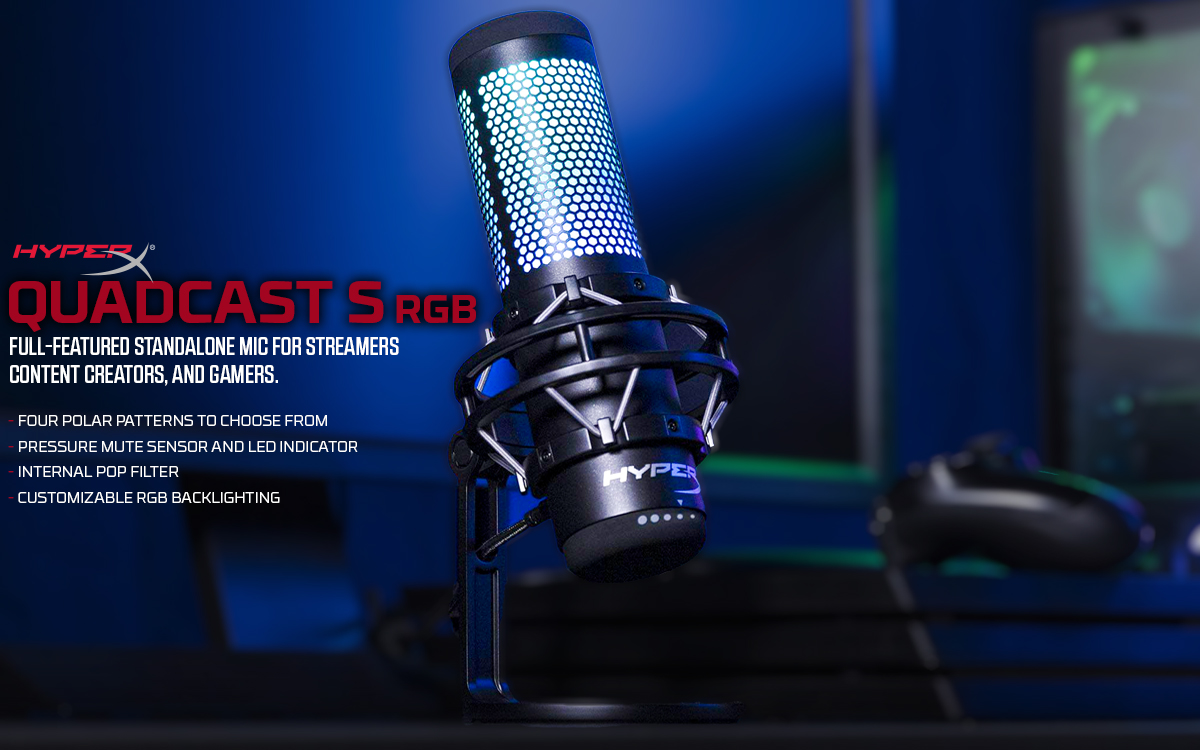 HYPERX®
QUADCAST S RGB
FULL-FEATURED STANDALONE MIC FOR STREAMERS
CONTENT CREATORS, AND GAMERS.
- FOUR POLAR PATTERNS TO CHOOSE FROM
- PRESSURE MUTE SENSOR AND LED INDICATOR
- INTERNAL POP FILTER
- CUSTOMIZABLE RGB BACKLIGHTING
HYPERX